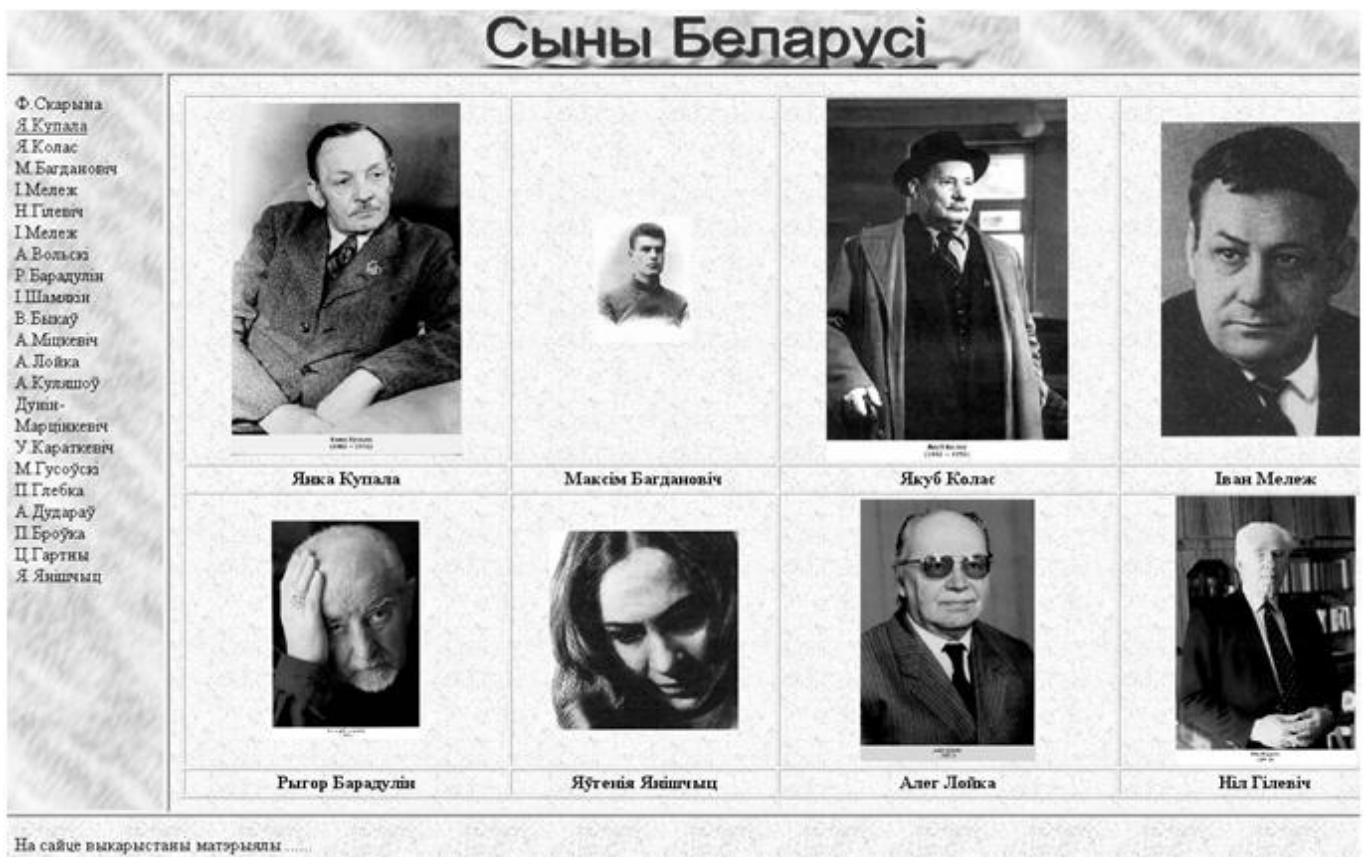 Сыны Беларусі
Ф.Скарына
Я.Купала
Я.Колас
М.Багдановіч
І.Мележ
Н.Гілевіч
І.Мележ
А.Вольскі
Р.Барадулін
І.Шамякін
В.Быкаў
А.Міцкевіч
А.Лойка
А.Куляшоў
Дунін-
Марцінкевіч
У.Караткевіч
М.Гусоўскі
П.Глебка
А.Дудараў
П.Броўка
Ц.Гартны
Я.Янішчыц
Янка Купала
Максім Багдановіч
Якуб Колас
Іван Мележ
Рыгор Барадулін
Яўгенія Янішчыц
Алег Лойка
Ніл Гілевіч
На сайце выкарыстаны матэрыялы ......